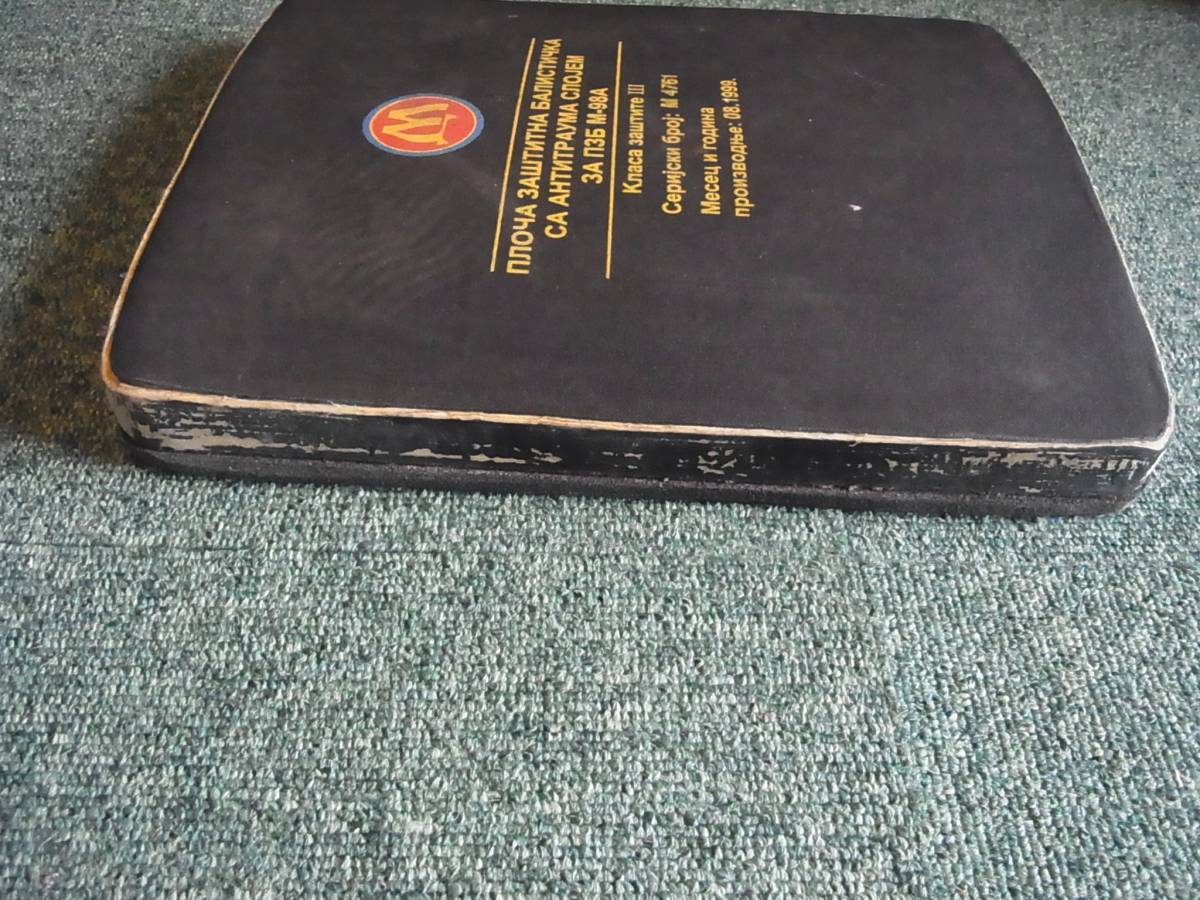 ПЛОЧА ЗАШТИТНА БАЛИСТИЧКА
СА АНТИТРАУМА СЛОЈЕМ
ЗА ПЗБ М-98А
Класа заштите III
Серијски број: М 4761
Месец и година
производње: 08.1999.